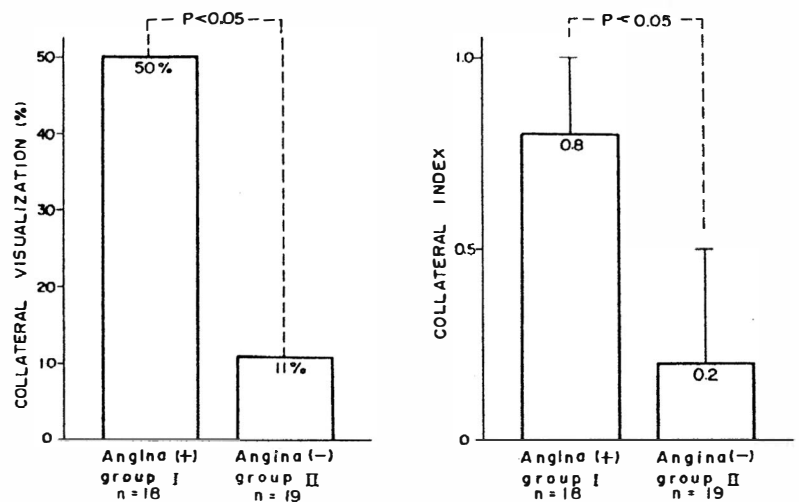 P<0.05
COLLATERAL VISUALIZATION (%)
50
40
30
20
10
0
50%
11%
Angina (+)
group I
n = 18
Angina (-)
group II
n = 19
P < 0.05
COLLATERAL INDEX
1.0
0.5
0
0.8
0.2
Angina (+)
group I
n = 18
Angina (-)
group II
n = 19